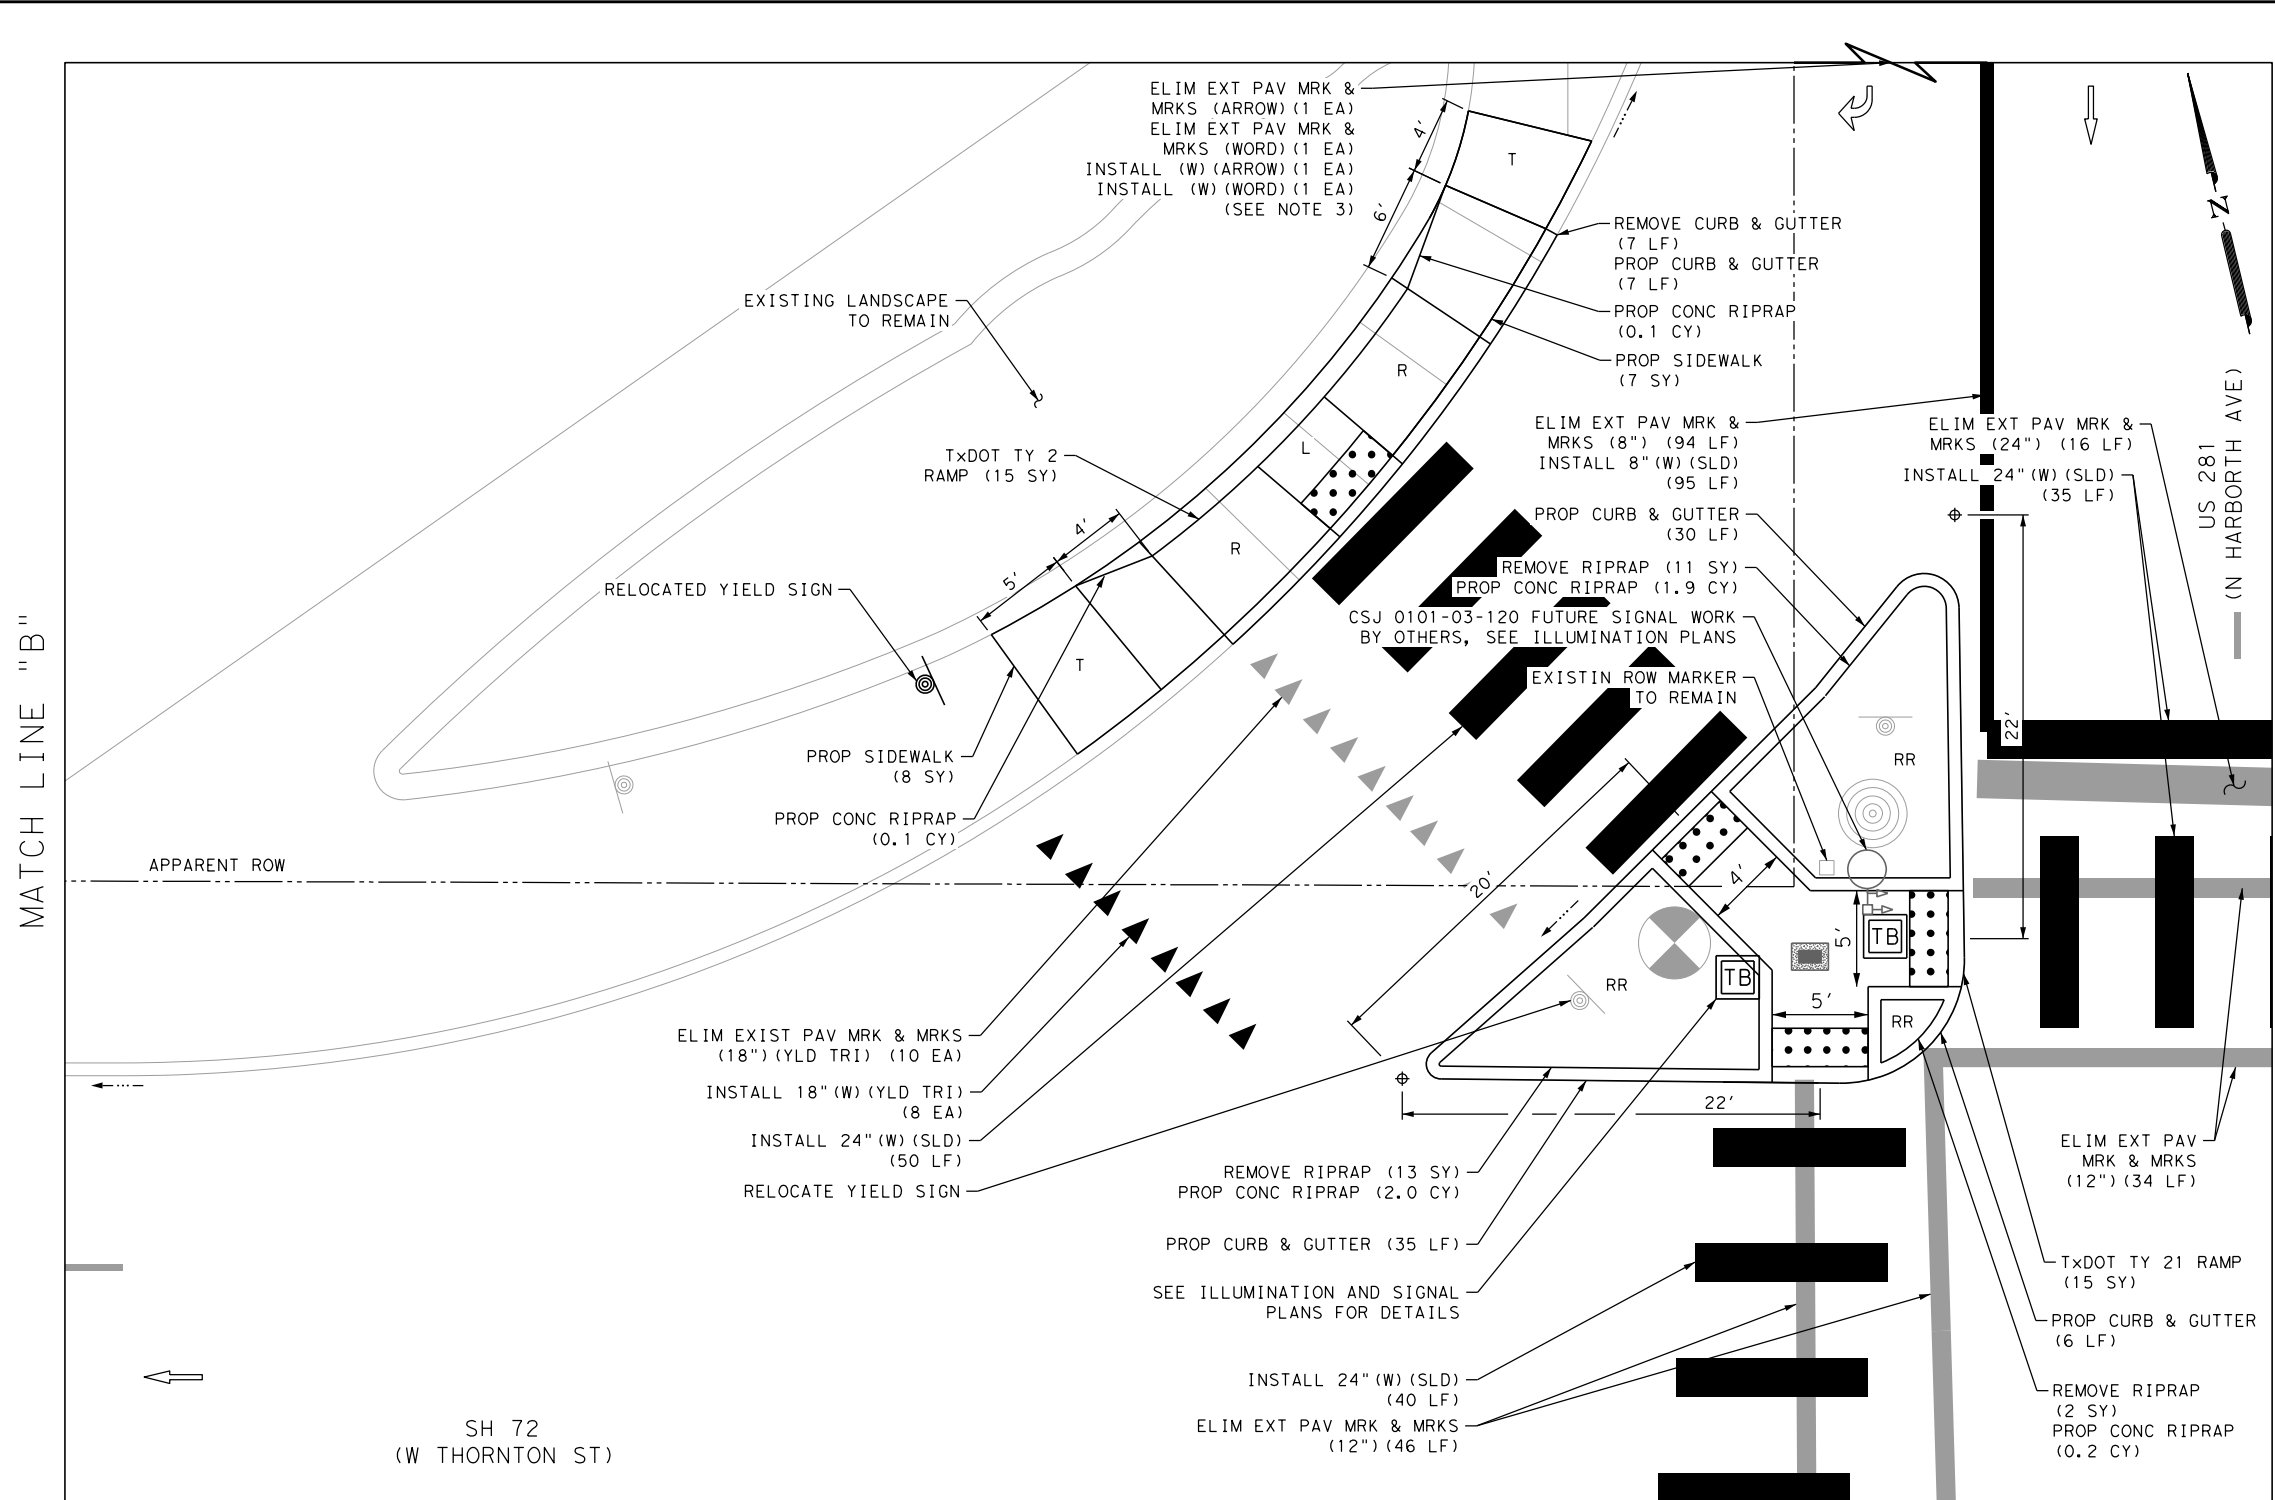 ELIM EXT PAV MRK &
MRKS (ARROW) (1 EA)
ELIM EXT PAV MRK &
MRKS (WORD) (1 EA)
INSTALL (W) (ARROW) (1 EA)
INSTALL (W) (WORD) (1 EA)
(SEE NOTE 3)
4'
6'
T
N
REMOVE CURB & GUTTER
(7 LF)
PROP CURB & GUTTER
(7 LF)
PROP CONC RIPRAP
(0.1 CY)
PROP SIDEWALK
(7 SY)
EXISTING LANDSCAPE
TO REMAIN
R
L
R
T
TxDOT TY 2
RAMP (15 SY)
4'
5'
RELOCATED YIELD SIGN
ELIM EXT PAV MRK &
MRKS (8") (94 LF)
INSTALL 8" (W) (SLD)
(95 LF)
ELIM EXT PAV MRK &
MRKS (24") (16 LF)
INSTALL 24" (W) (SLD)
(35 LF)
US 281
(N HARBORTH AVE)
PROP CURB & GUTTER
(30 LF)
REMOVE RIPRAP (11 SY)
PROP CONC RIPRAP (1.9 CY)
CSJ 0101-03-120 FUTURE SIGNAL WORK
BY OTHERS, SEE ILLUMINATION PLANS
EXISTIN ROW MARKER
TO REMAIN
22'
RR
MATCH LINE "B"
PROP SIDEWALK
(8 SY)
PROP CONC RIPRAP
(0.1 CY)
APPARENT ROW
20'
4'
5'
TB
RR
TB
5'
RR
22'
ELIM EXIST PAV MRK & MRKS
(18") (YLD TRI) (10 EA)
INSTALL 18" (W) (YLD TRI)
(8 EA)
INSTALL 24" (W) (SLD)
(50 LF)
RELOCATE YIELD SIGN
REMOVE RIPRAP (13 SY)
PROP CONC RIPRAP (2.0 CY)
PROP CURB & GUTTER (35 LF)
SEE ILLUMINATION AND SIGNAL
PLANS FOR DETAILS
INSTALL 24" (W) (SLD)
(40 LF)
ELIM EXT PAV MRK & MRKS
(12") (46 LF)
ELIM EXT PAV
MRK & MRKS
(12") (34 LF)
TxDOT TY 21 RAMP
(15 SY)
PROP CURB & GUTTER
(6 LF)
REMOVE RIPRAP
(2 SY)
PROP CONC RIPRAP
(0.2 CY)
SH 72
(W THORNTON ST)